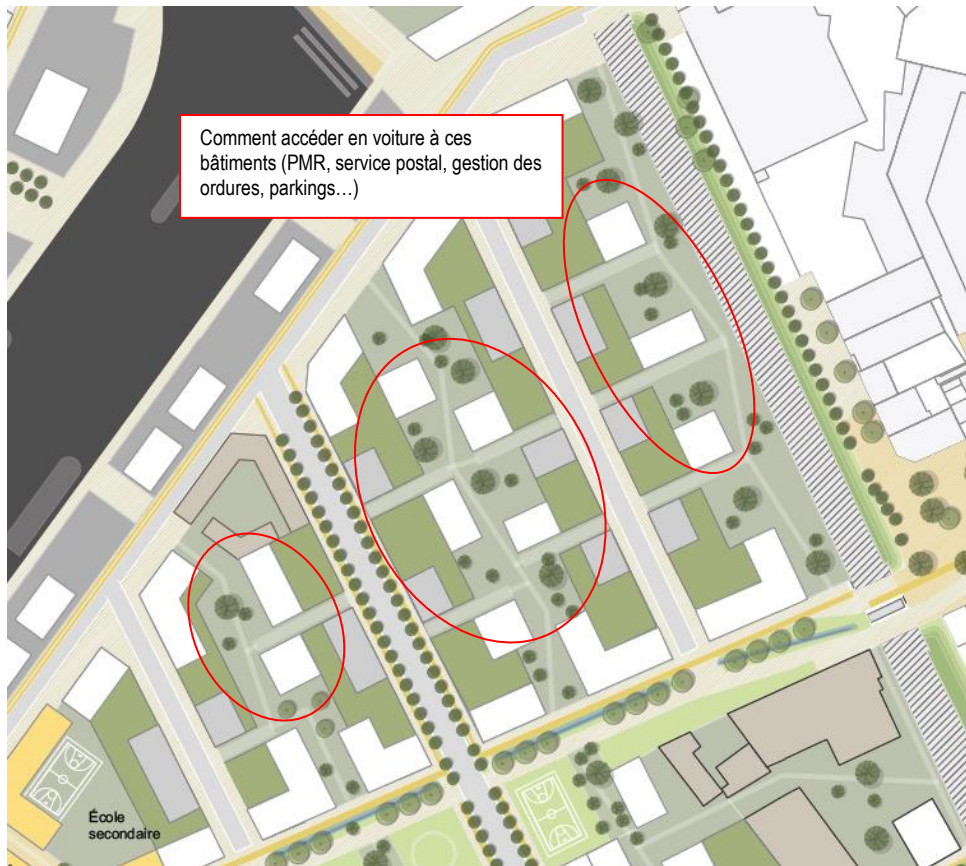 Comment accéder en voiture à ces
bâtiments (PMR, service postal, gestion des
ordures, parkings…)
École
secondaire